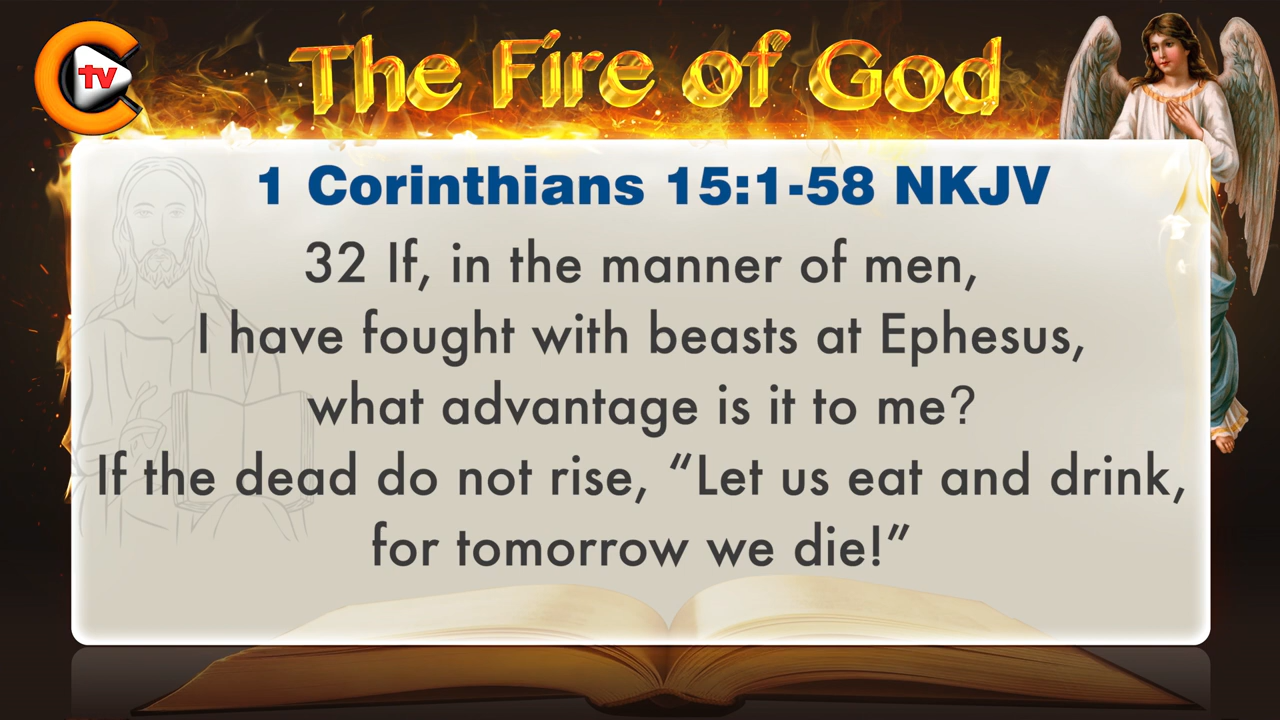 The Fire of God
tv
1 Corinthians 15:1-58 NKJV
32 If, in the manner of men,
I have fought with beasts at Ephesus,
what advantage is it to me?
If the dead do not rise, “Let us eat and drink,
for tomorrow we die!”